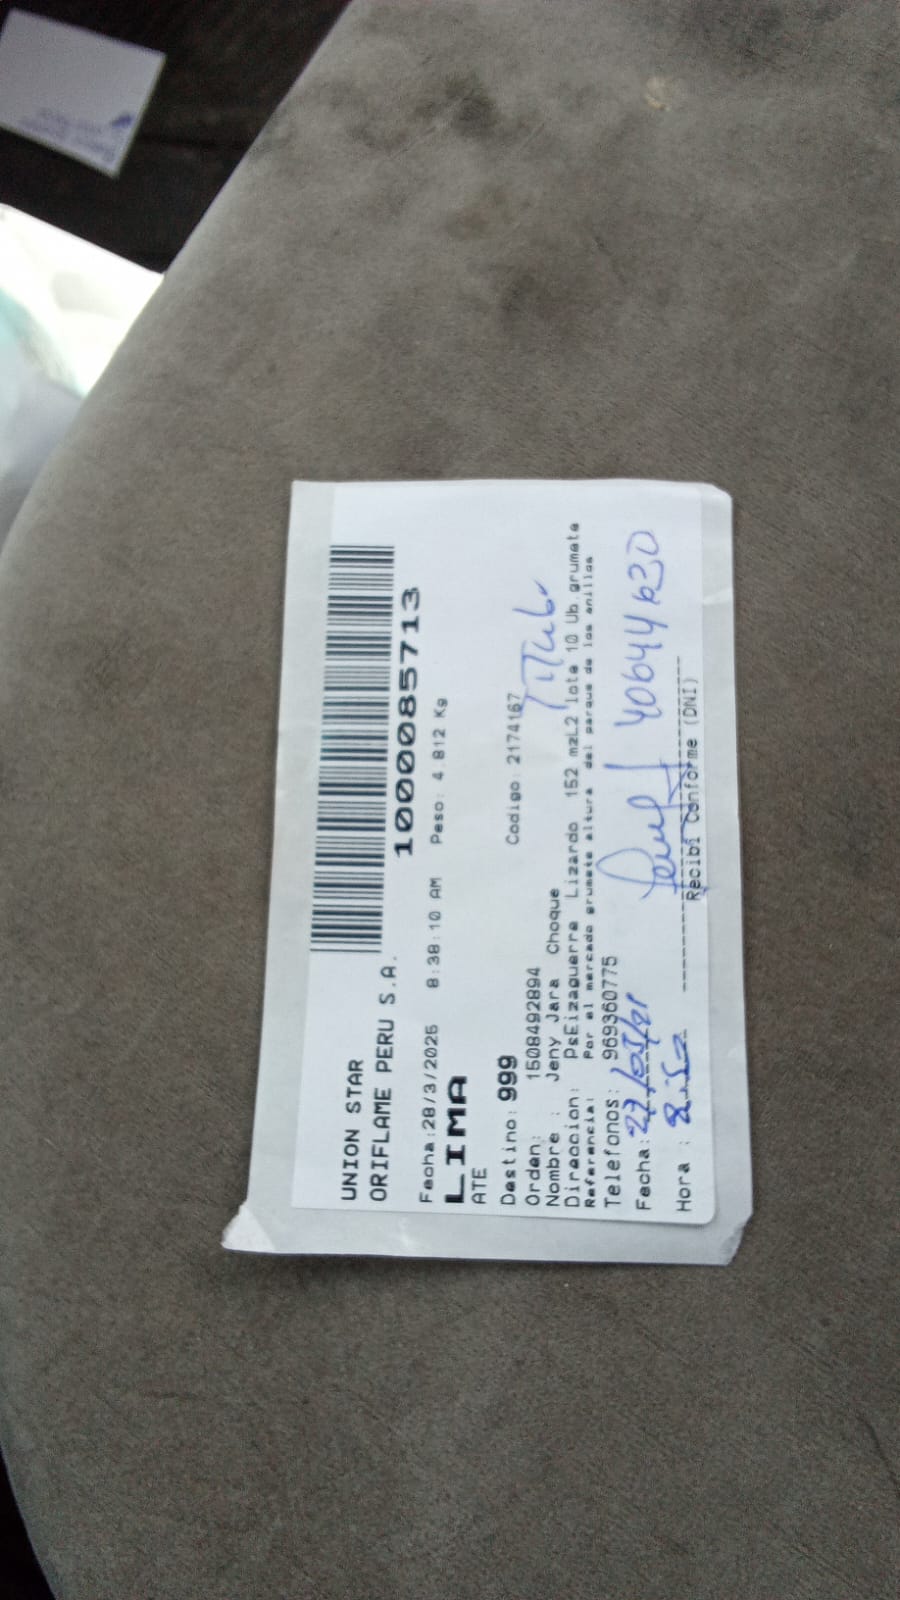 UNION STAR
ORIFLAME PERU S.A.
1000085713
Fecha:28/3/2025 8:38:10 AM Peso: 4.812 Kg
LIMA
ATE
Destino: 999
Orden: 1508492894 Codigo: 2174167
Nombre : Jeny Jara Choque
Direccion: PsEizaguerre Lizardo 152 mzL2 lote 10 Ub.grumete
Referencia: Por el mercado grumete altura del parque de los anillos
Telefonos: 969360775
Fecha:
Hora :
Recibi Conforme (DNI)